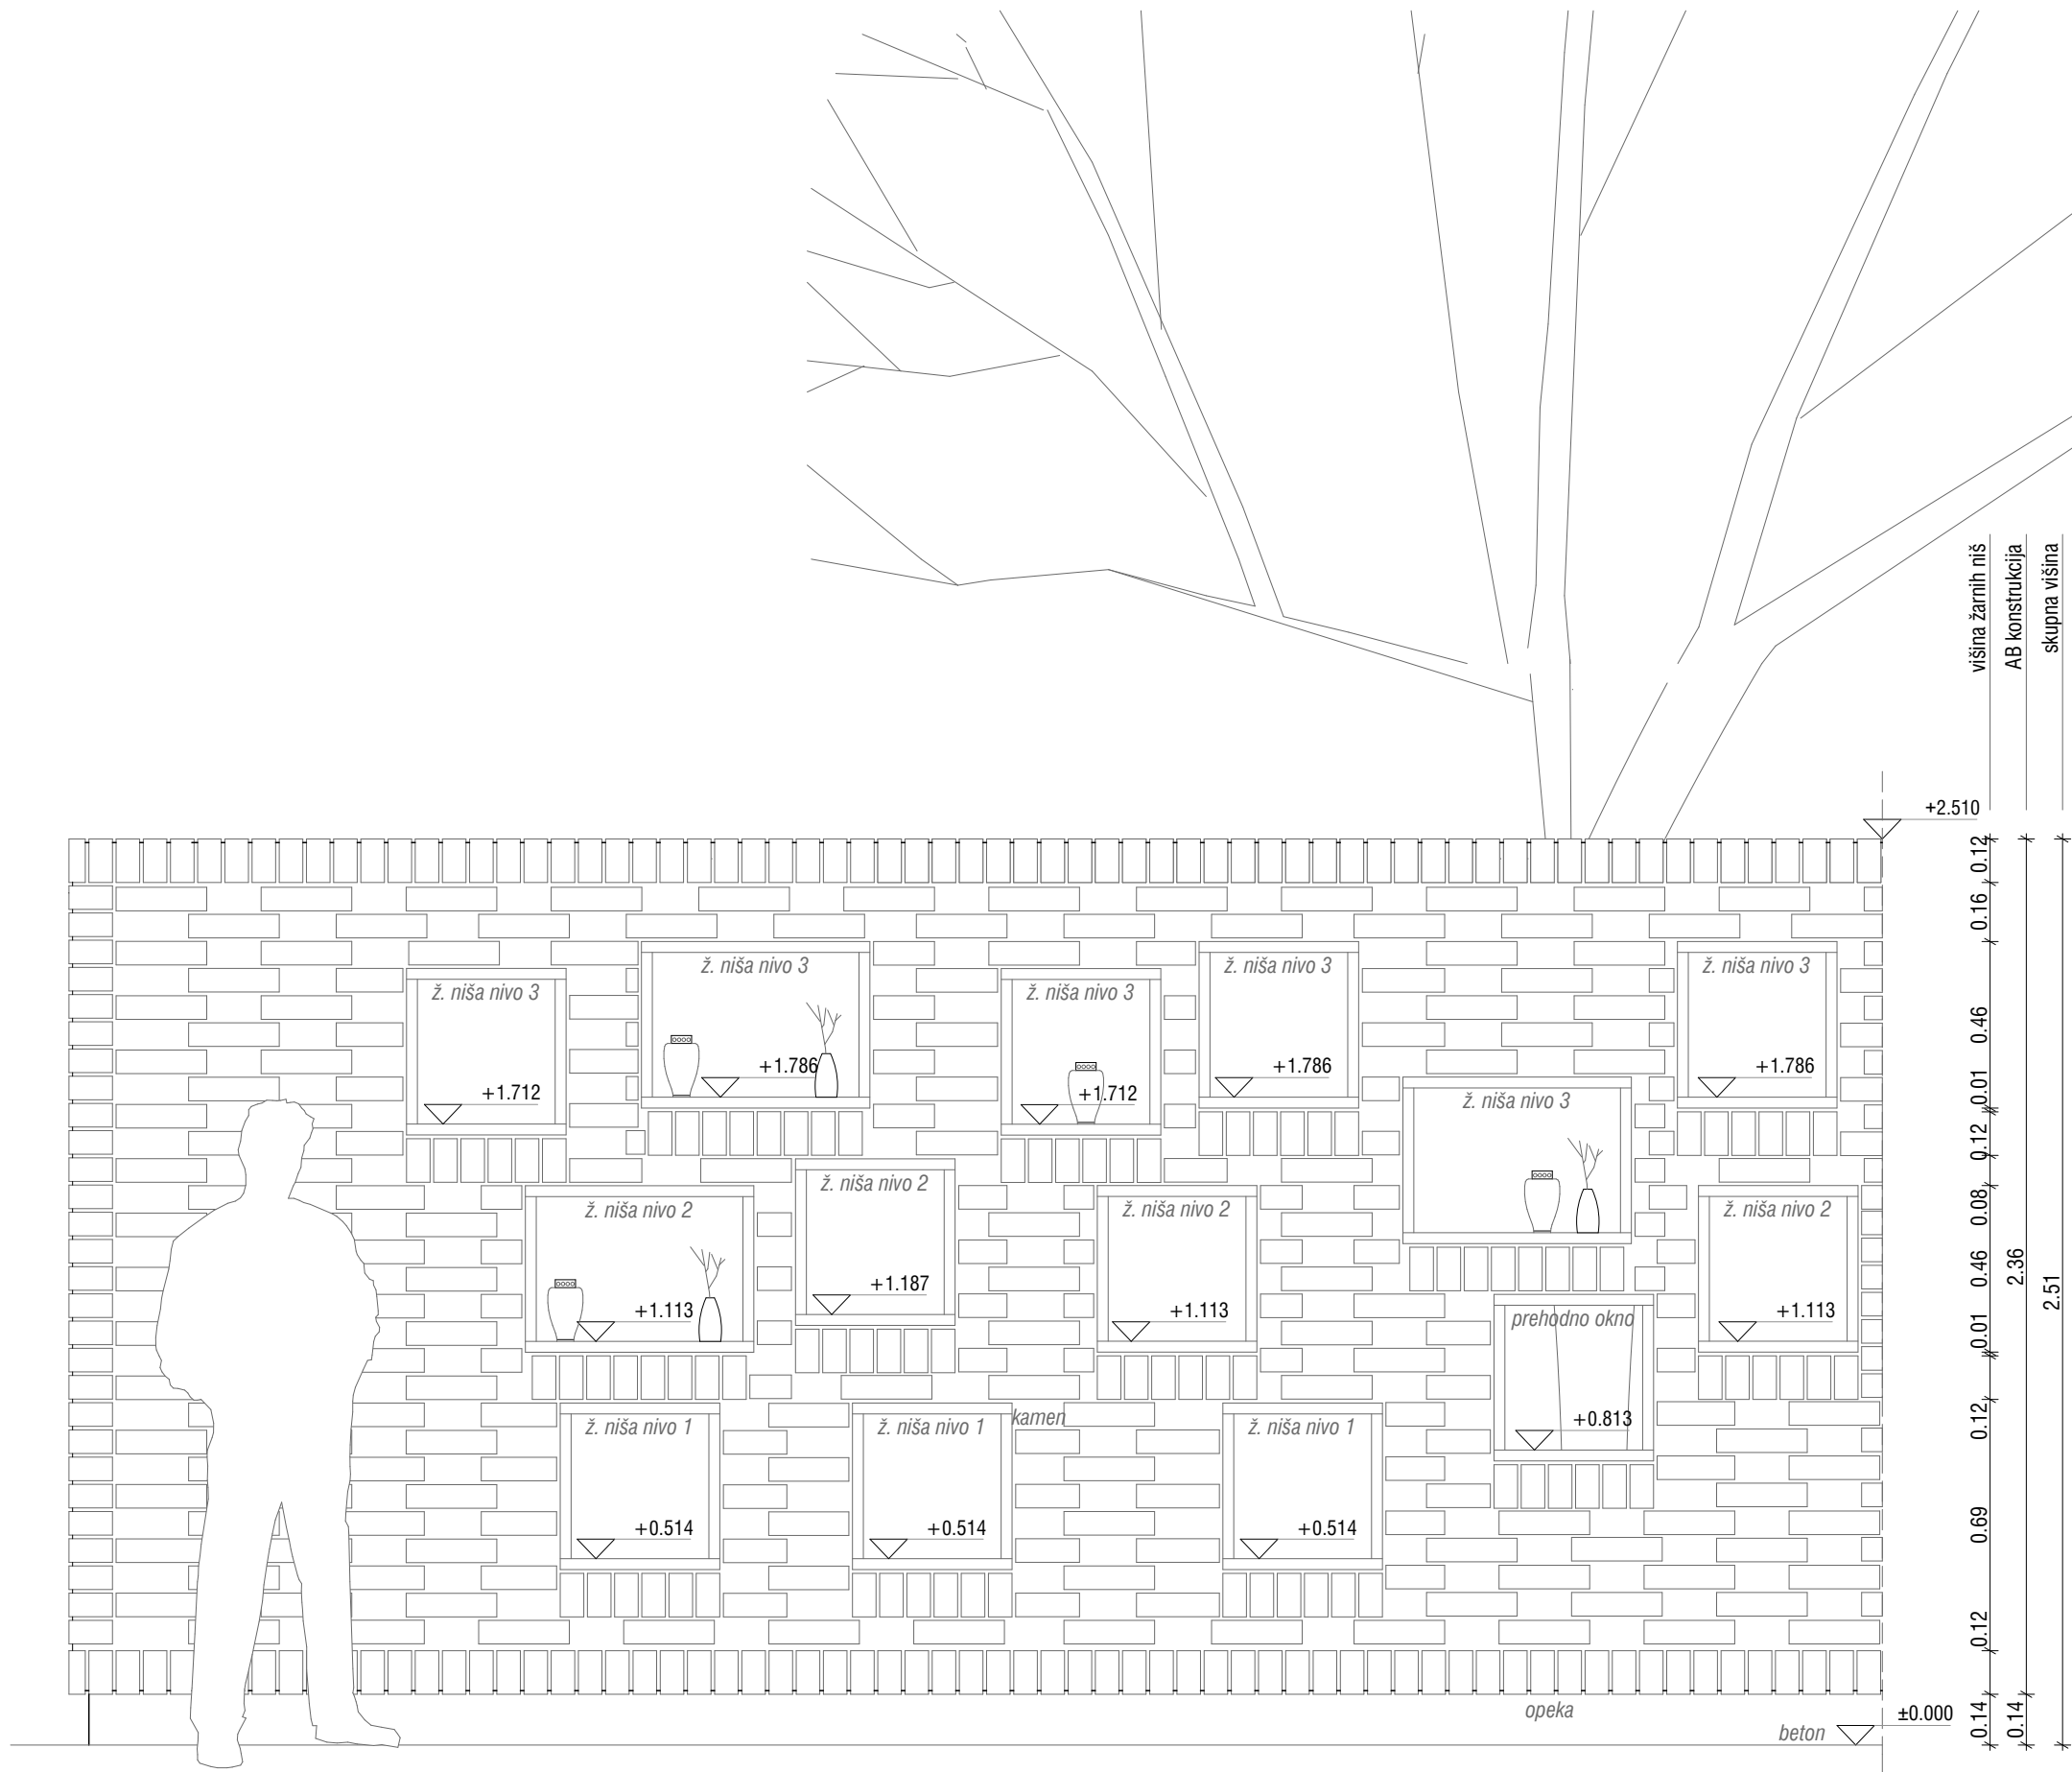 višina žarnih niš
AB konstrukcija
skupna višina
+2.510
0.12
0.16
ž. niša nivo 3
ž. niša nivo 3
ž. niša nivo 3
ž. niša nivo 3
ž. niša nivo 3
0.46
+1.786
+1.786
+1.786
+1.712
+1.712
0.01
ž. niša nivo 3
0.12
ž. niša nivo 2
ž. niša nivo 2
ž. niša nivo 2
ž. niša nivo 2
0.08
0.46
2.36
2.51
+1.187
+1.113
+1.113
+1.113
prehodno okno
0.01
0.12
kamen
ž. niša nivo 1
ž. niša nivo 1
ž. niša nivo 1
+0.813
+0.514
+0.514
+0.514
0.69
0.12
opeka
beton
±0.000
0.14
0.14